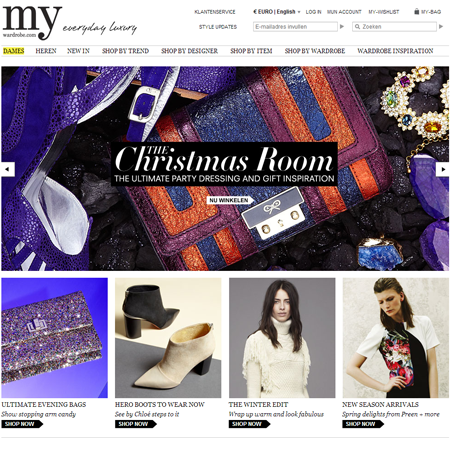 my
wardrobe.com
everyday luxury
KLANTENSERVICE
€ EURO | English
LOG IN
MIJN ACCOUNT
MY-WISHLIST
MY-BAG
STYLE UPDATES
E-mailadres invullen
Zoeken
DAMES
HEREN
NEW IN
SHOP BY TREND
SHOP BY DESIGNER
SHOP BY ITEM
SHOP BY WARDROBE
WARDROBE INSPIRATION
THE
Christmas Room
THE ULTIMATE PARTY DRESSING AND GIFT INSPIRATION
NU WINKELEN
ULTIMATE EVENING BAGS
Show stopping arm candy
SHOP NOW
HERO BOOTS TO WEAR NOW
See by Chloé steps to it
SHOP NOW
THE WINTER EDIT
Wrap up warm and look fabulous
SHOP NOW
NEW SEASON ARRIVALS
Spring delights from Preen + more
SHOP NOW